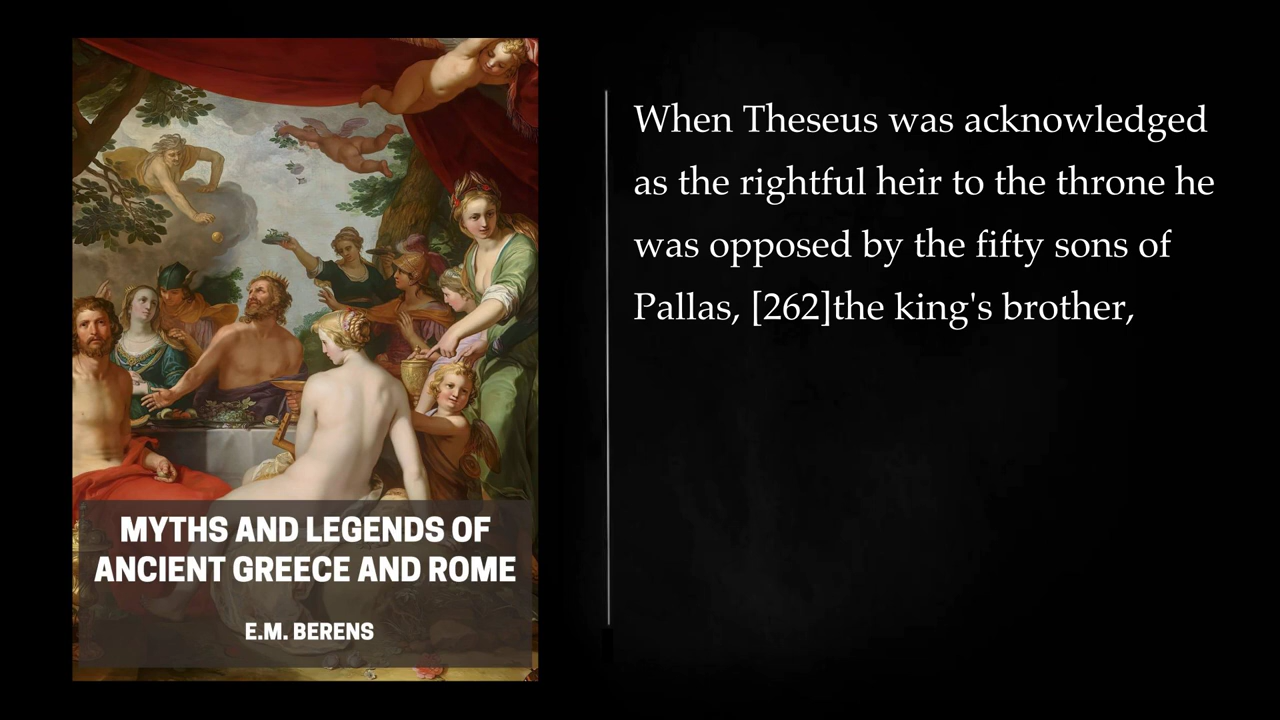 MYTHS AND LEGENDS OF
ANCIENT GREECE AND ROME
E.M. BERENS
When Theseus was acknowledged
as the rightful heir to the throne he
was opposed by the fifty sons of
Pallas, [262]the king's brother,